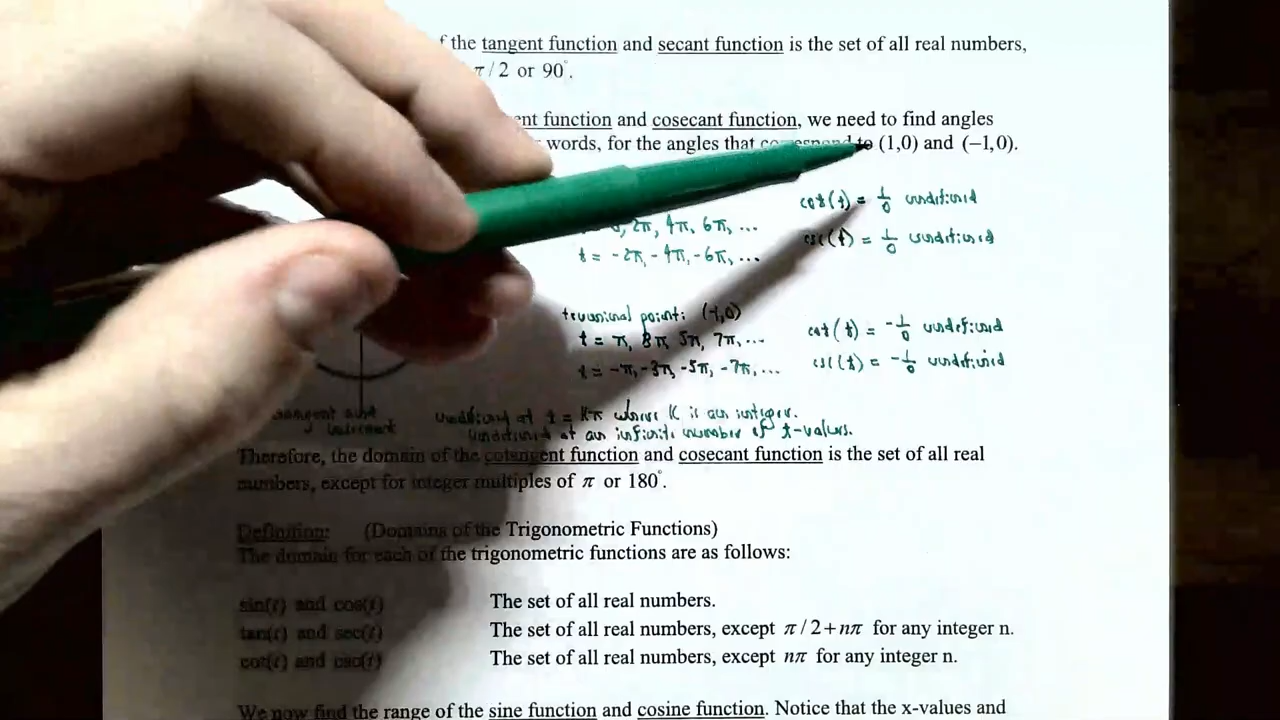 f the tangent function and secant function is the set of all real numbers,
π/2 or 90°.
ent function and cosecant function, we need to find angles
words, for the angles that correspond to (1,0) and (−1,0).
cot(t) = 1/0 undefined
, 2π, 4π, 6π, ...
csc(t) = 1/0 undefined
t = -2π, -4π, -6π, ...
terminal point: (-1,0)
cot(t) = -1/0 undefined
t = π, 3π, 5π, 7π, ...
csc(t) = -1/0 undefined
t = -π, -3π, -5π, -7π, ...
tangent and
undefined at t = kπ where k is an integer.
undefined at an infinite number of t-values.
Therefore, the domain of the cotangent function and cosecant function is the set of all real
numbers, except for integer multiples of π or 180°.
Definition: (Domains of the Trigonometric Functions)
The domain for each of the trigonometric functions are as follows:
sin(t) and cos(t) The set of all real numbers.
tan(t) and sec(t) The set of all real numbers, except π/2+nπ for any integer n.
cot(t) and csc(t) The set of all real numbers, except nπ for any integer n.
We now find the range of the sine function and cosine function. Notice that the x-values and